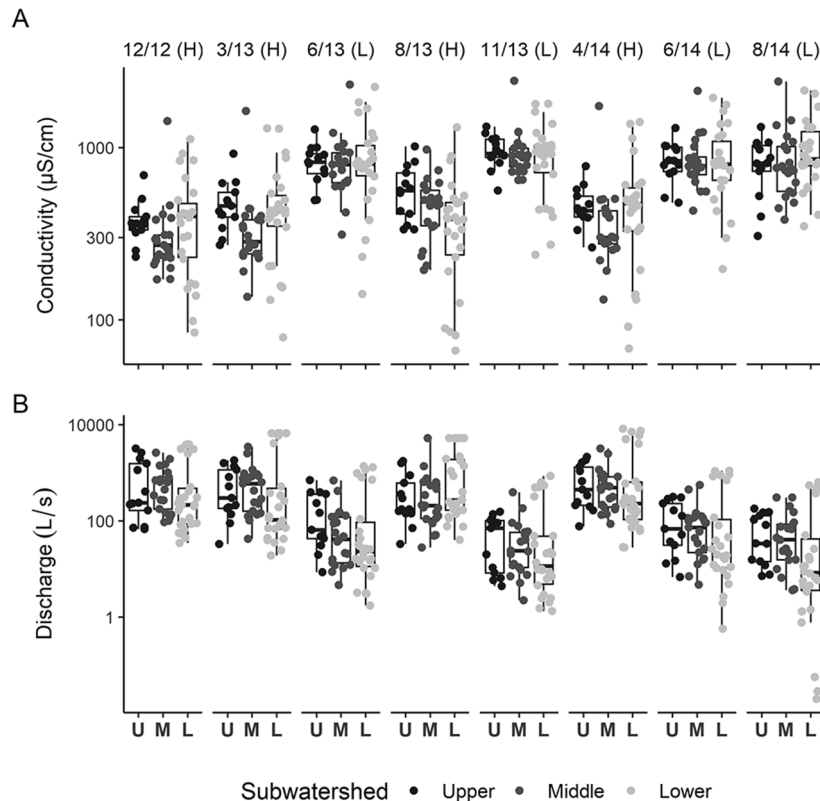 A
12/12 (H) 3/13 (H) 6/13 (L) 8/13 (H) 11/13 (L) 4/14 (H) 6/14 (L) 8/14 (L)
Conductivity (µS/cm)
1000
300
100
B
Discharge (L/s)
10000
100
1
U M L U M L U M L U M L U M L U M L U M L U M L
Subwatershed Upper Middle Lower